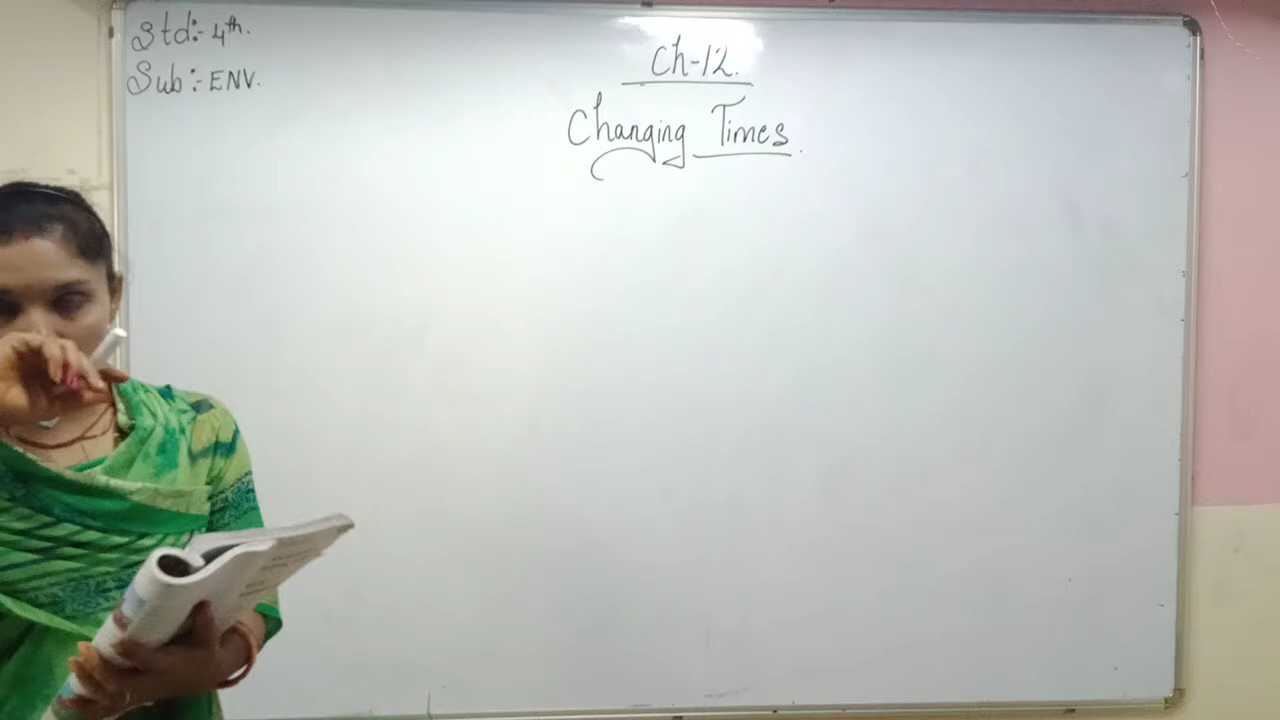 Std:- 4th.
Sub:- ENV.
Ch-12.
Changing Times.